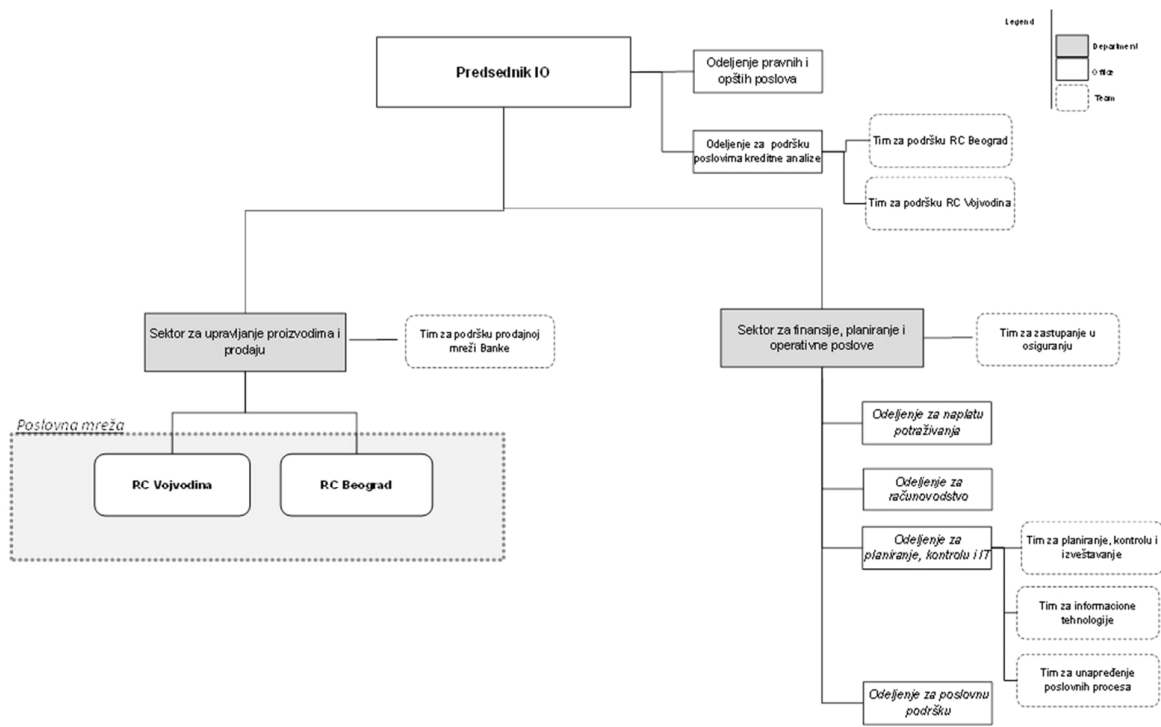 Legend
Department
Office
Team
Predsednik IO
Odeljenje pravnih i
opštih poslova
Odeljenje za podršku
poslovima kreditne analize
Tim za podršku RC Beograd
Tim za podršku RC Vojvodina
Sektor za upravljanje proizvodima i
prodaju
Tim za podršku prodajnoj
mreži Banke
Sektor za finansije, planiranje i
operativne poslove
Tim za zastupanje u
osiguranju
Poslovna mreža
RC Vojvodina
RC Beograd
Odeljenje za naplatu
potraživanja
Odeljenje za
računovodstvo
Odeljenje za
planiranje, kontrolu i IT
Tim za planiranje, kontrolu i
izveštavanje
Tim za informacione
tehnologije
Tim za unapređenje
poslovnih procesa
Odeljenje za poslovnu
podršku